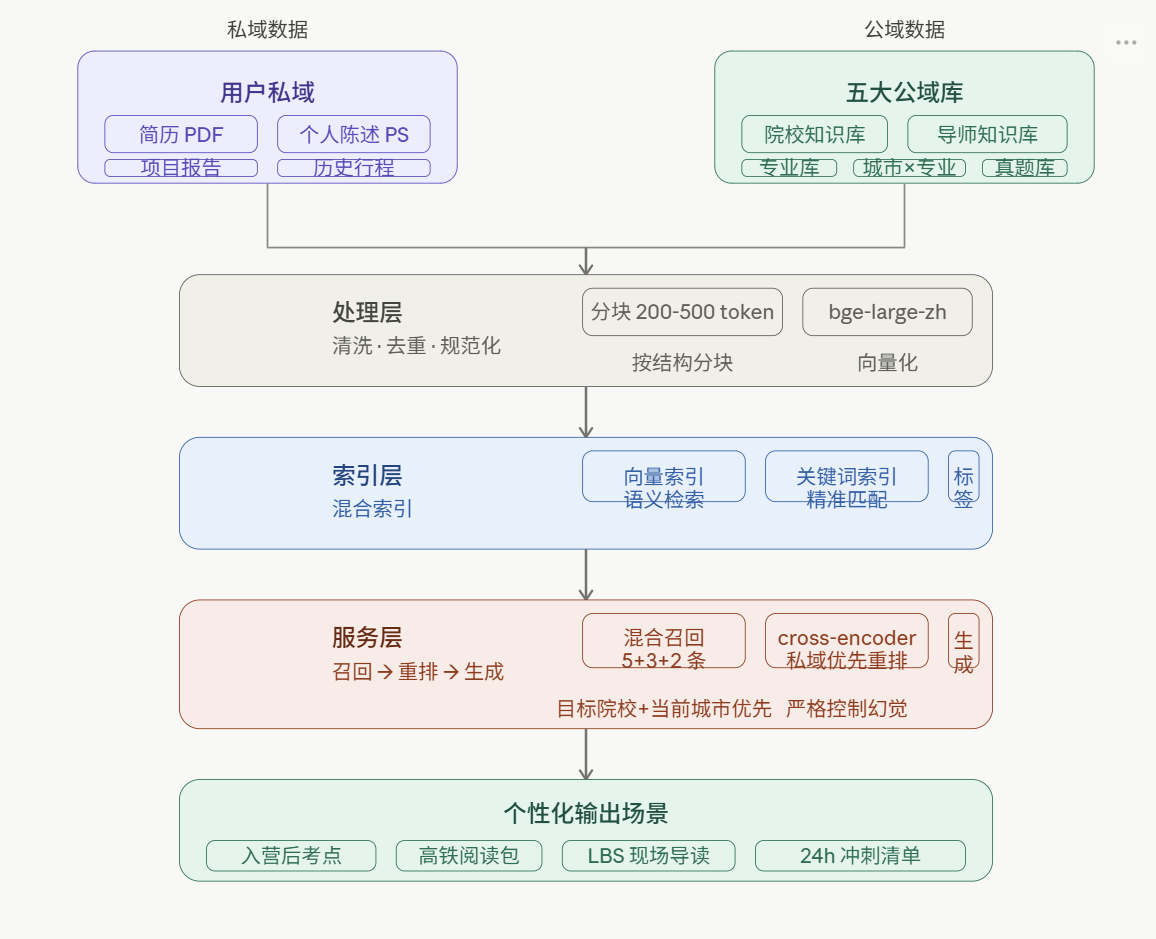 私域数据
公域数据
用户私域
五大公域库
简历 PDF
个人陈述 PS
院校知识库
导师知识库
项目报告
历史行程
专业库
城市×专业
真题库
处理层
清洗 · 去重 · 规范化
分块 200-500 token
bge-large-zh
按结构分块
向量化
索引层
混合索引
向量索引
语义检索
关键词索引
精准匹配
标
签
服务层
召回 → 重排 → 生成
混合召回
5+3+2 条
cross-encoder
私域优先重排
生
成
目标院校+当前城市优先
严格控制幻觉
个性化输出场景
入营后考点
高铁阅读包
LBS 现场导读
24h 冲刺清单